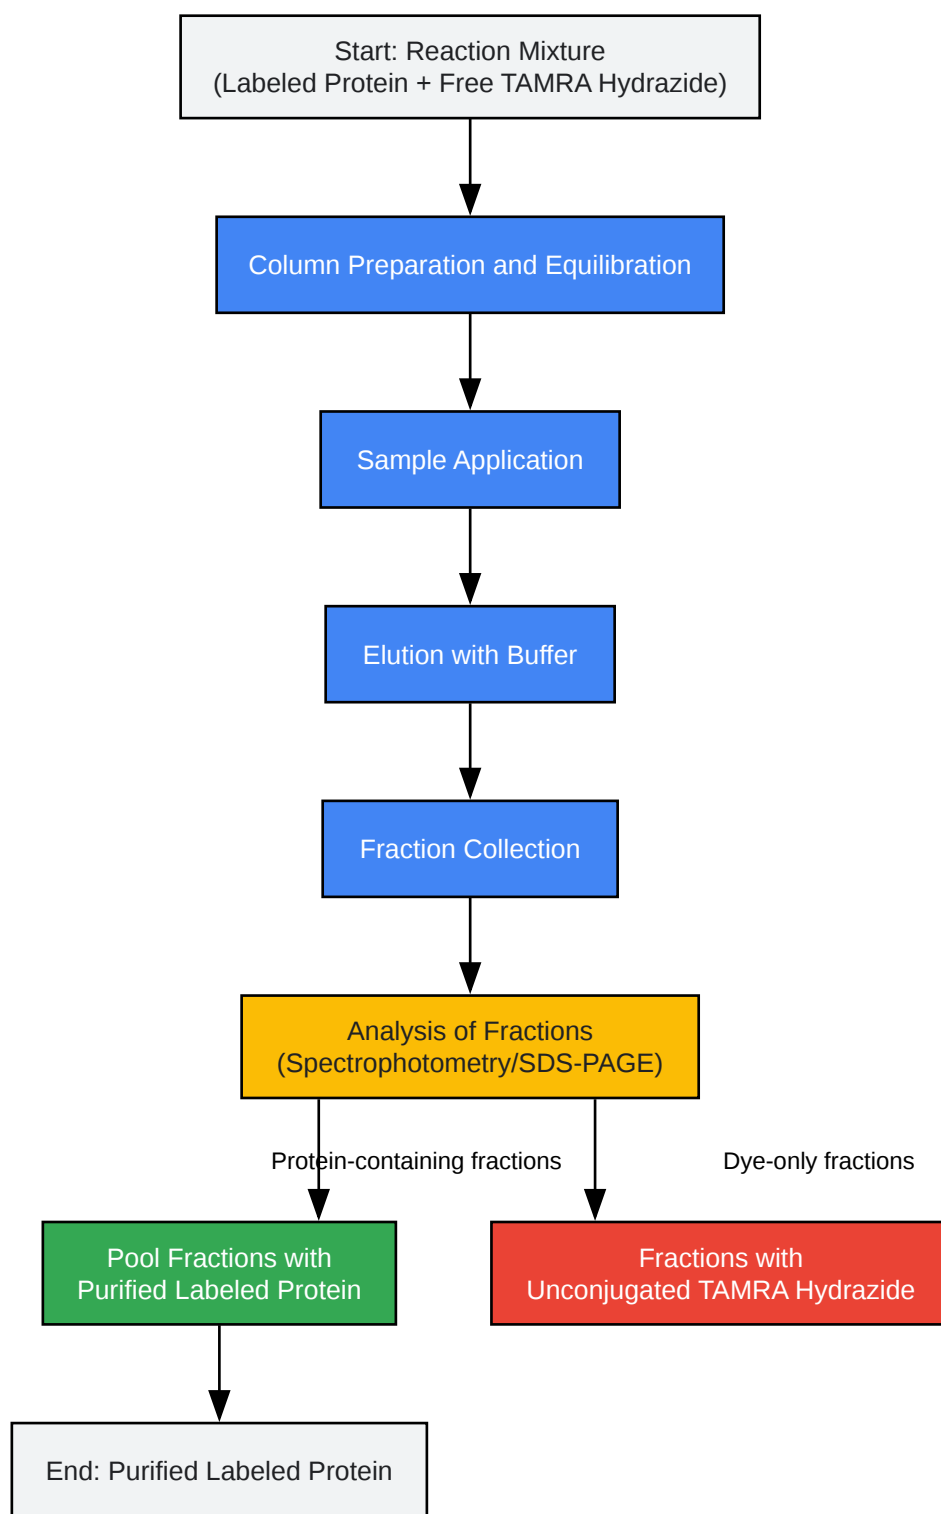 Start: Reaction Mixture
(Labeled Protein + Free TAMRA Hydrazide)
Column Preparation and Equilibration
Sample Application
Elution with Buffer
Fraction Collection
Analysis of Fractions
(Spectrophotometry/SDS-PAGE)
Protein-containing fractions
Dye-only fractions
Pool Fractions with
Purified Labeled Protein
Fractions with
Unconjugated TAMRA Hydrazide
End: Purified Labeled Protein